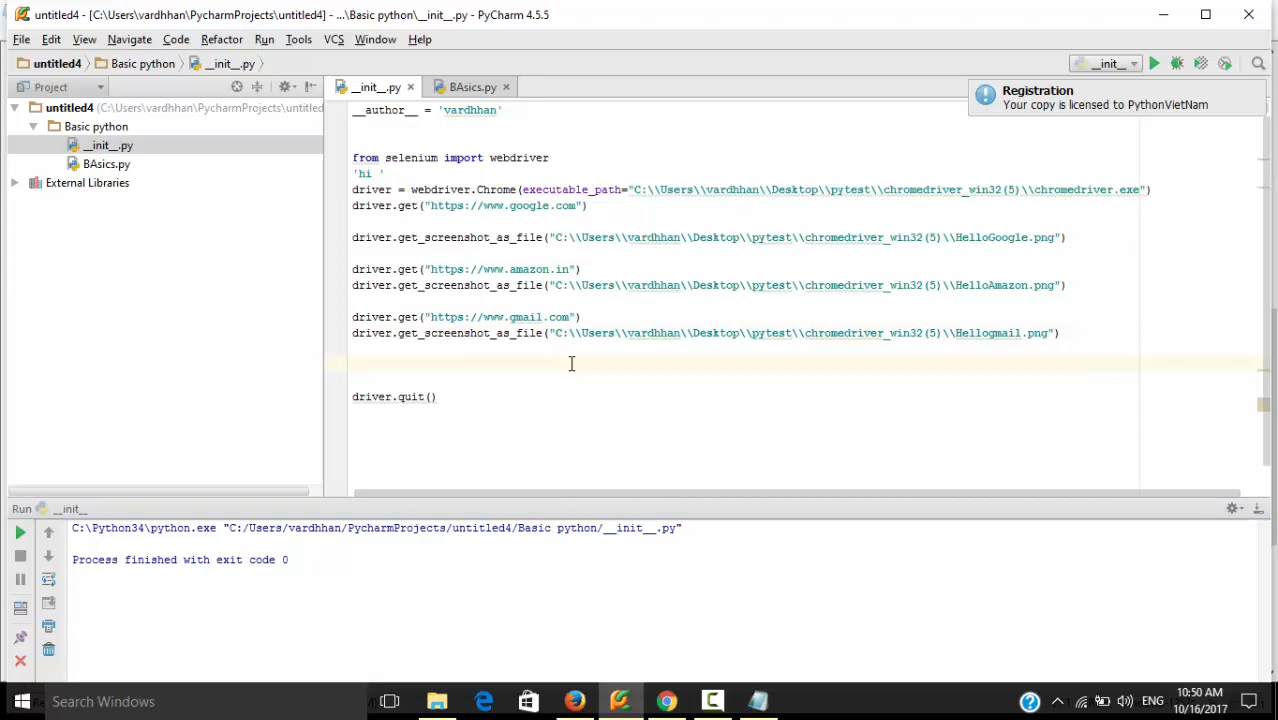 untitled4 - [C:\Users\vardhhan\PycharmProjects\untitled4] - ...\Basic python\__init__.py - PyCharm 4.5.5
File Edit View Navigate Code Refactor Run Tools VCS Window Help
untitled4 Basic python __init__.py
__init__
Project
__init__.py
BAsics.py
untitled4 (C:\Users\vardhhan\PycharmProjects\untitled
Basic python
__init__.py
BAsics.py
External Libraries
Registration
Your copy is licensed to PythonVietNam
__author__ = 'vardhhan'
from selenium import webdriver
'hi '
driver = webdriver.Chrome(executable_path="C:\\Users\\vardhhan\\Desktop\\pytest\\chromedriver_win32(5)\\chromedriver.exe")
driver.get("https://www.google.com")
driver.get_screenshot_as_file("C:\\Users\\vardhhan\\Desktop\\pytest\\chromedriver_win32(5)\\HelloGoogle.png")
driver.get("https://www.amazon.in")
driver.get_screenshot_as_file("C:\\Users\\vardhhan\\Desktop\\pytest\\chromedriver_win32(5)\\HelloAmazon.png")
driver.get("https://www.gmail.com")
driver.get_screenshot_as_file("C:\\Users\\vardhhan\\Desktop\\pytest\\chromedriver_win32(5)\\Hellogmail.png")
driver.quit()
Run __init__
C:\Python34\python.exe "C:/Users/vardhhan/PycharmProjects/untitled4/Basic python/__init__.py"
Process finished with exit code 0
Search Windows
ENG
10:50 AM
10/16/2017